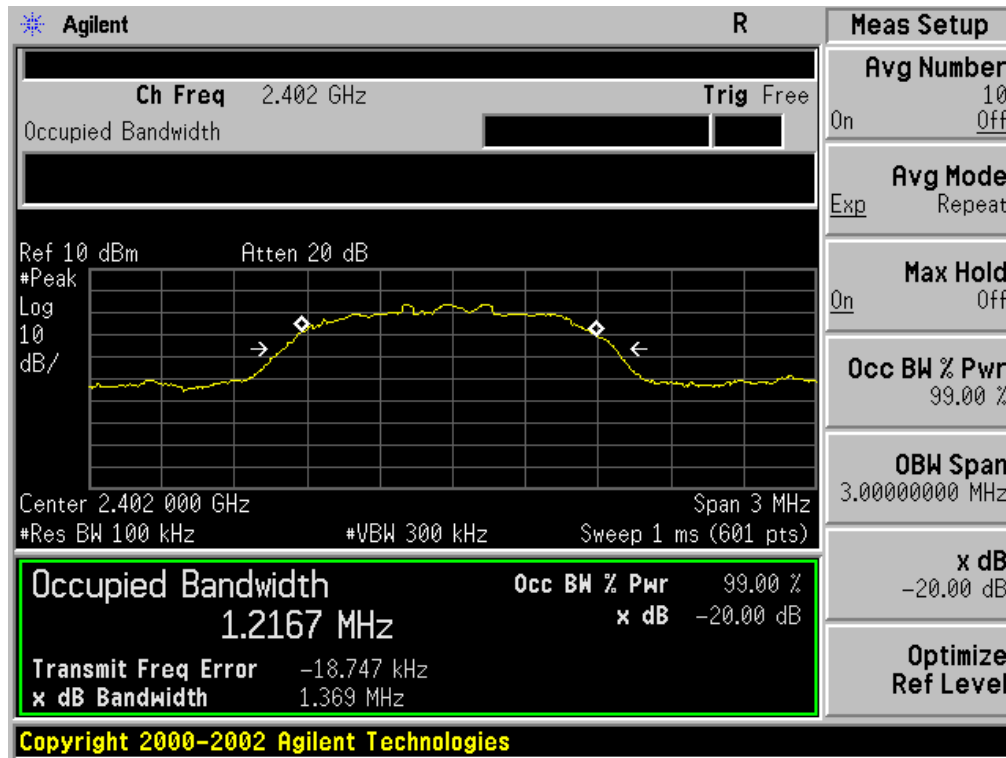 Agilent R
Ch Freq 2.402 GHz Trig Free
Occupied Bandwidth
Ref 10 dBm Atten 20 dB
#Peak
Log
10
dB/
Center 2.402 000 GHz Span 3 MHz
#Res BW 100 kHz #VBW 300 kHz Sweep 1 ms (601 pts)
Occupied Bandwidth
1.2167 MHz
Occ BW % Pwr 99.00 %
x dB -20.00 dB
Transmit Freq Error -18.747 kHz
x dB Bandwidth 1.369 MHz
Copyright 2000-2002 Agilent Technologies
Meas Setup
Avg Number
10
On Off
Avg Mode
Exp Repeat
Max Hold
On Off
Occ BW % Pwr
99.00 %
OBW Span
3.00000000 MHz
x dB
-20.00 dB
Optimize
Ref Level